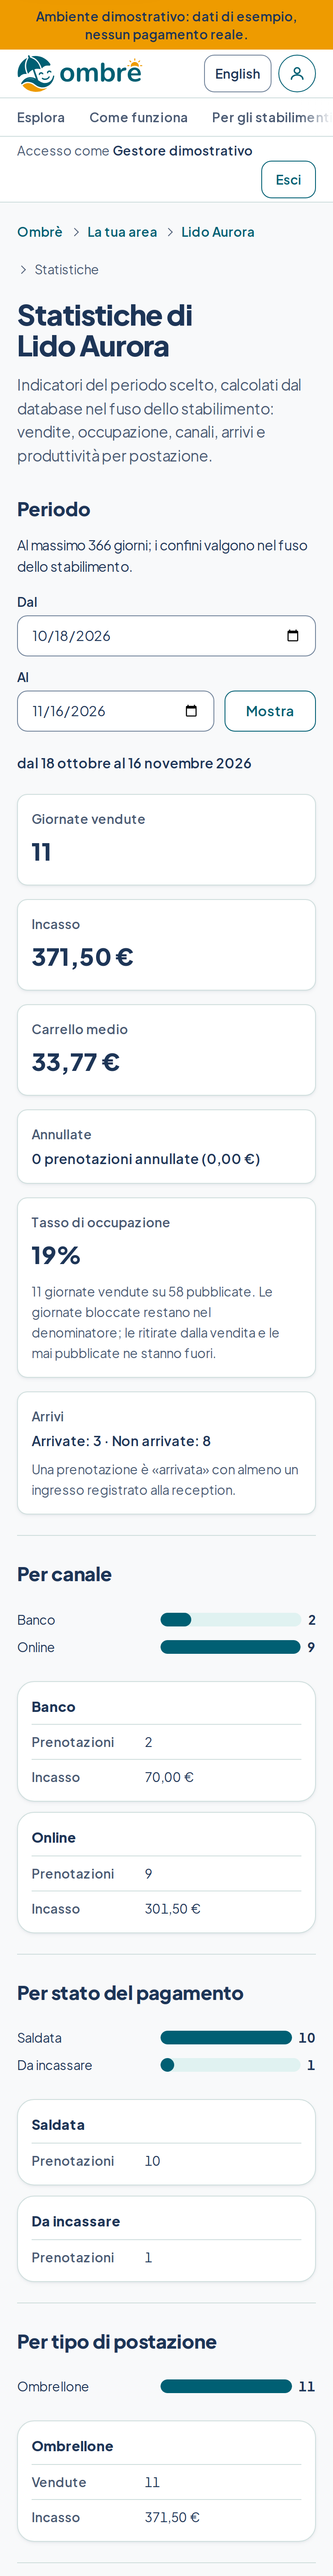 Ambiente dimostrativo: dati di esempio,
nessun pagamento reale.
ombrè
English
Esplora Come funziona Per gli stabiliment
Accesso come Gestore dimostrativo
Esci
Ombrè > La tua area > Lido Aurora
> Statistiche
Statistiche di
Lido Aurora
Indicatori del periodo scelto, calcolati dal
database nel fuso dello stabilimento:
vendite, occupazione, canali, arrivi e
produttività per postazione.
Periodo
Al massimo 366 giorni; i confini valgono nel fuso
dello stabilimento.
Dal
10/18/2026
Al
11/16/2026
Mostra
dal 18 ottobre al 16 novembre 2026
Giornate vendute
11
Incasso
371,50 €
Carrello medio
33,77 €
Annullate
0 prenotazioni annullate (0,00 €)
Tasso di occupazione
19%
11 giornate vendute su 58 pubblicate. Le
giornate bloccate restano nel
denominatore; le ritirate dalla vendita e le
mai pubblicate ne stanno fuori.
Arrivi
Arrivate: 3 · Non arrivate: 8
Una prenotazione è «arrivata» con almeno un
ingresso registrato alla reception.
Per canale
Banco 2
Online 9
Banco
Prenotazioni 2
Incasso 70,00 €
Online
Prenotazioni 9
Incasso 301,50 €
Per stato del pagamento
Saldata 10
Da incassare 1
Saldata
Prenotazioni 10
Da incassare
Prenotazioni 1
Per tipo di postazione
Ombrellone 11
Ombrellone
Vendute 11
Incasso 371,50 €